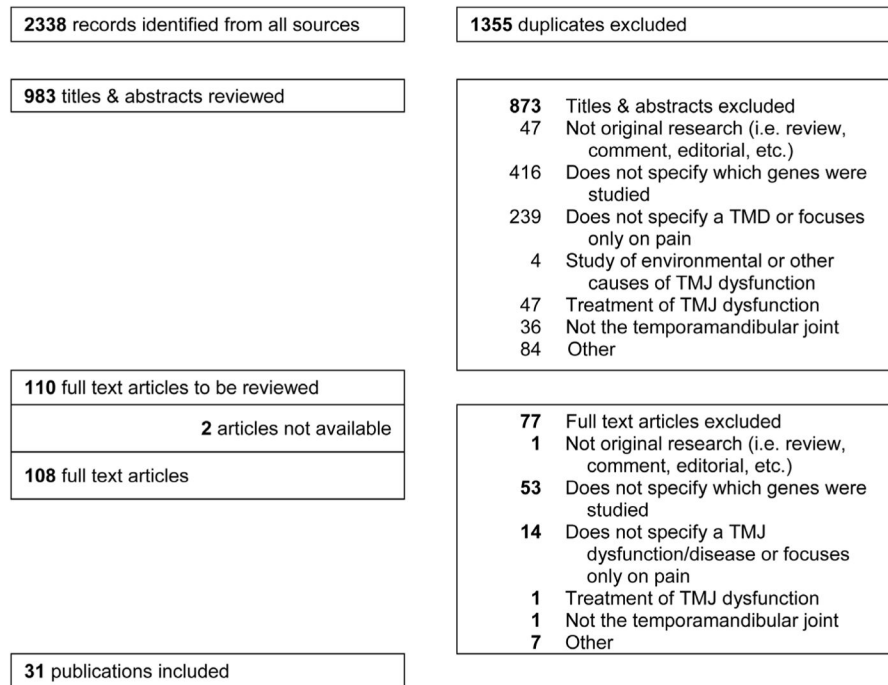 2338 records identified from all sources
1355 duplicates excluded
983 titles & abstracts reviewed
873 Titles & abstracts excluded
47 Not original research (i.e. review,
comment, editorial, etc.)
416 Does not specify which genes were
studied
239 Does not specify a TMD or focuses
only on pain
4 Study of environmental or other
causes of TMJ dysfunction
47 Treatment of TMJ dysfunction
36 Not the temporamandibular joint
84 Other
110 full text articles to be reviewed
2 articles not available
108 full text articles
77 Full text articles excluded
1 Not original research (i.e. review,
comment, editorial, etc.)
53 Does not specify which genes were
studied
14 Does not specify a TMJ
dysfunction/disease or focuses
only on pain
1 Treatment of TMJ dysfunction
1 Not the temporamandibular joint
7 Other
31 publications included